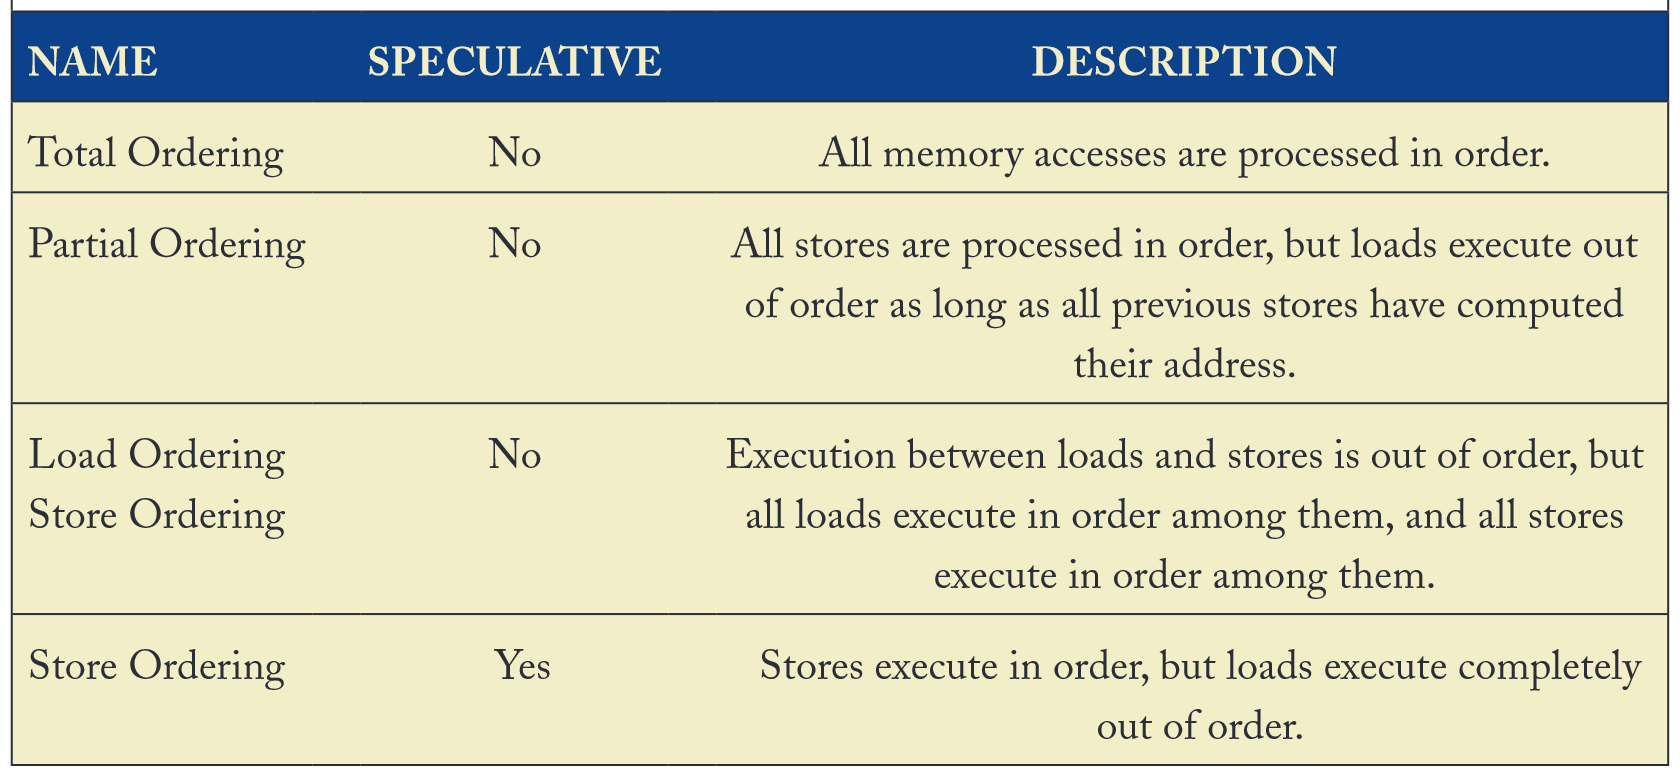 NAME SPECULATIVE DESCRIPTION
Total Ordering No All memory accesses are processed in order.
Partial Ordering No All stores are processed in order, but loads execute out
of order as long as all previous stores have computed
their address.
Load Ordering No Execution between loads and stores is out of order, but
Store Ordering all loads execute in order among them, and all stores
execute in order among them.
Store Ordering Yes Stores execute in order, but loads execute completely
out of order.